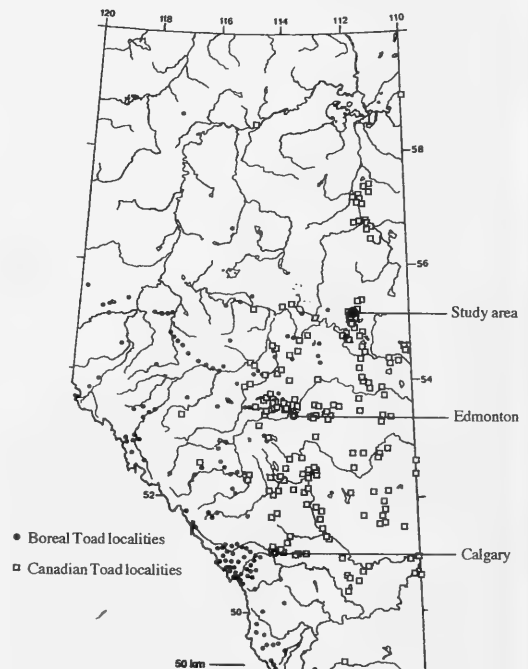 120
118
116
114
112
110
58
56
Study area
54
Edmonton
52
Boreal Toad localities
Canadian Toad localities
Calgary
50
50 km